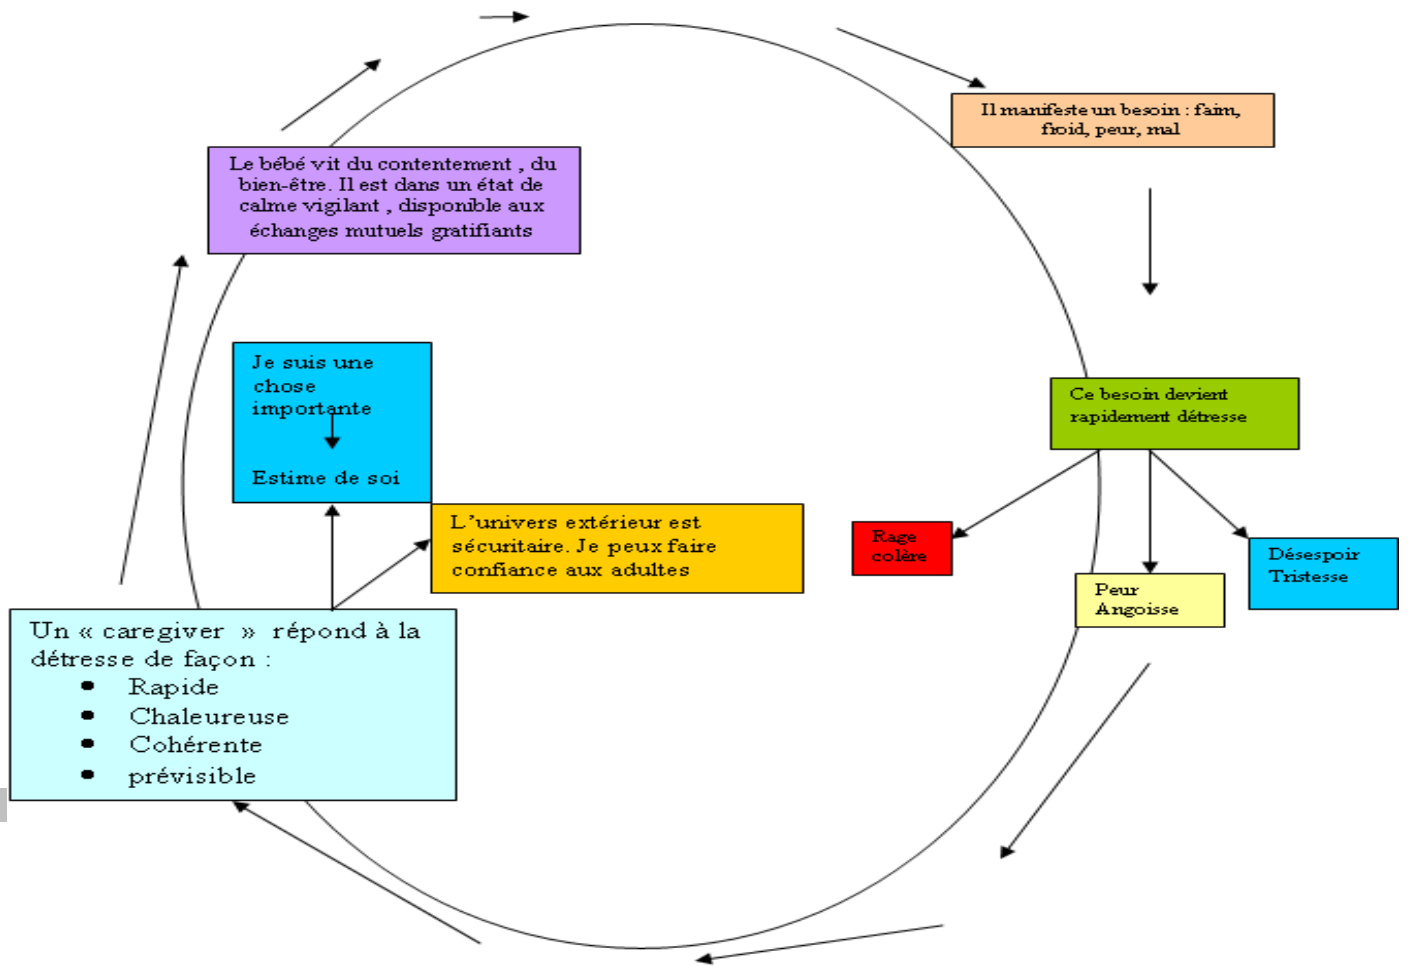 Il manifeste un besoin : faim,
froid, peur, mal
Le bébé vit du contentement , du
bien-être. Il est dans un état de
calme vigilant , disponible aux
échanges mutuels gratifiants
Je suis une
chose
importante
Estime de soi
Ce besoin devient
rapidement détresse
L’univers extérieur est
sécuritaire. Je peux faire
confiance aux adultes
Rage
colère
Désespoir
Tristesse
Peur
Angoisse
Un « caregiver  »  répond à la
détresse de façon :
• Rapide
• Chaleureuse
• Cohérente
• prévisible